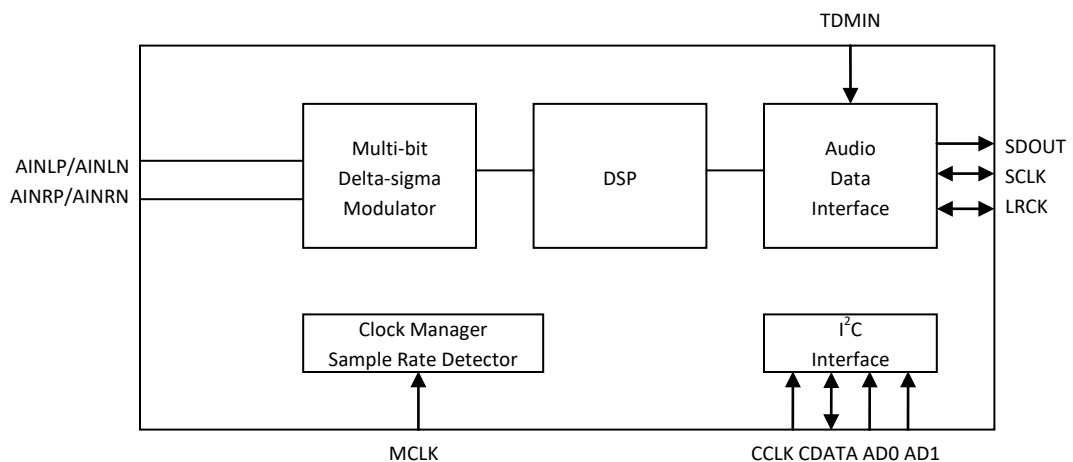 TDMIN
AINLP/AINLN
AINRP/AINRN
Multi-bit
Delta-sigma
Modulator
DSP
Audio
Data
Interface
SDOUT
SCLK
LRCK
Clock Manager
Sample Rate Detector
I²C
Interface
MCLK
CCLK CDATA AD0 AD1